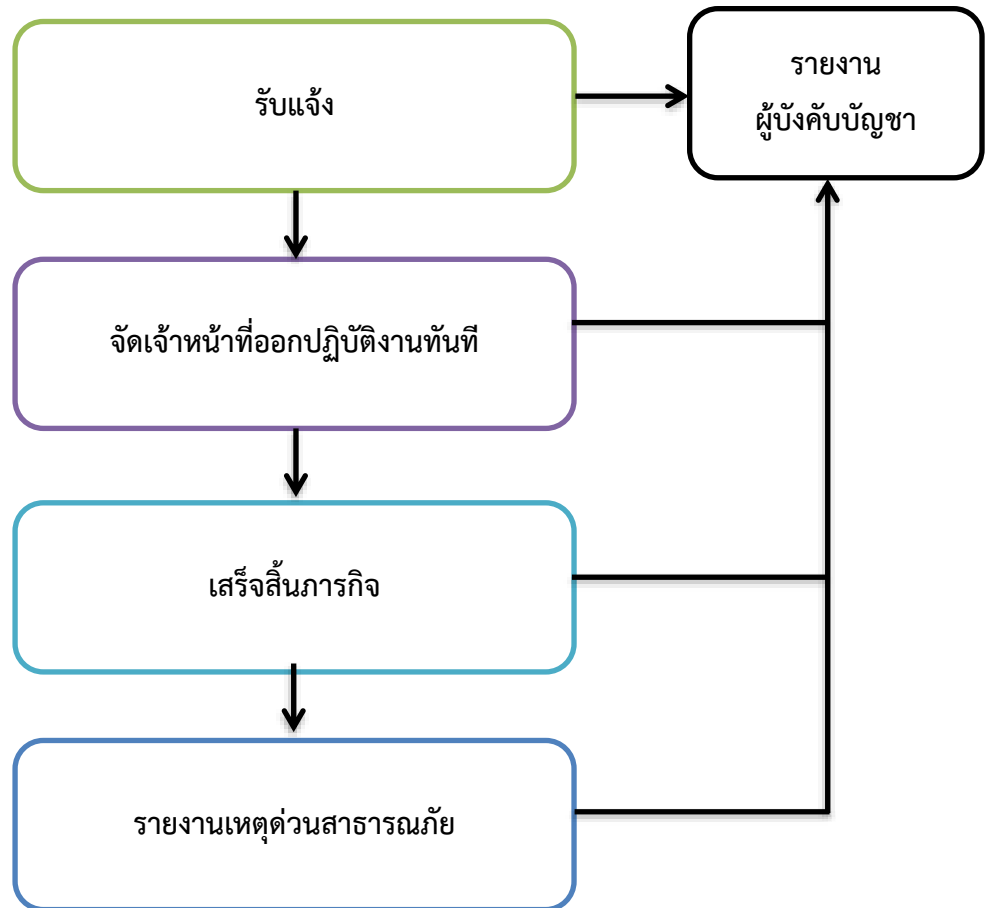 รับแจ้ง
รายงาน
ผู้บังคับบัญชา
จัดเจ้าหน้าที่ออกปฏิบัติงานทันที
เสร็จสิ้นภารกิจ
รายงานเหตุด่วนสาธารณภัย